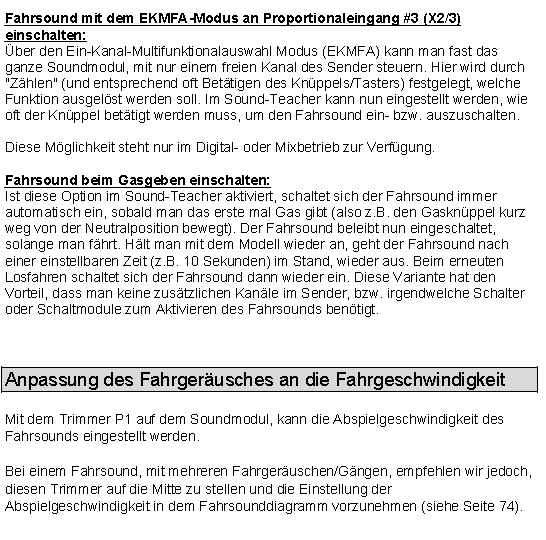 Fahrsound mit dem EKMFA-Modus an Proportionaleingang #3 (X2/3)
einschalten:
Über den Ein-Kanal-Multifunktionalauswahl Modus (EKMFA) kann man fast das
ganze Soundmodul, mit nur einem freien Kanal des Sender steuern. Hier wird durch
"Zählen" (und entsprechend oft Betätigen des Knüppels/Tasters) festgelegt, welche
Funktion ausgelöst werden soll. Im Sound-Teacher kann nun eingestellt werden, wie
oft der Knüppel betätigt werden muss, um den Fahrsound ein- bzw. auszuschalten.
Diese Möglichkeit steht nur im Digital- oder Mixbetrieb zur Verfügung.
Fahrsound beim Gasgeben einschalten:
Ist diese Option im Sound-Teacher aktiviert, schaltet sich der Fahrsound immer
automatisch ein, sobald man das erste mal Gas gibt (also z.B. den Gasknüppel kurz
weg von der Neutralposition bewegt). Der Fahrsound beleibt nun eingeschaltet,
solange man fährt. Hält man mit dem Modell wieder an, geht der Fahrsound nach
einer einstellbaren Zeit (z.B. 10 Sekunden) im Stand, wieder aus. Beim erneuten
Losfahren schaltet sich der Fahrsound dann wieder ein. Diese Variante hat den
Vorteil, dass man keine zusätzlichen Kanäle im Sender, bzw. irgendwelche Schalter
oder Schaltmodule zum Aktivieren des Fahrsounds benötigt.
Anpassung des Fahrgeräusches an die Fahrgeschwindigkeit
Mit dem Trimmer P1 auf dem Soundmodul, kann die Abspielgeschwindigkeit des
Fahrsounds eingestellt werden.
Bei einem Fahrsound, mit mehreren Fahrgeräuschen/Gängen, empfehlen wir jedoch,
diesen Trimmer auf die Mitte zu stellen und die Einstellung der
Abspielgeschwindigkeit in dem Fahrsounddiagramm vorzunehmen (siehe Seite 74).